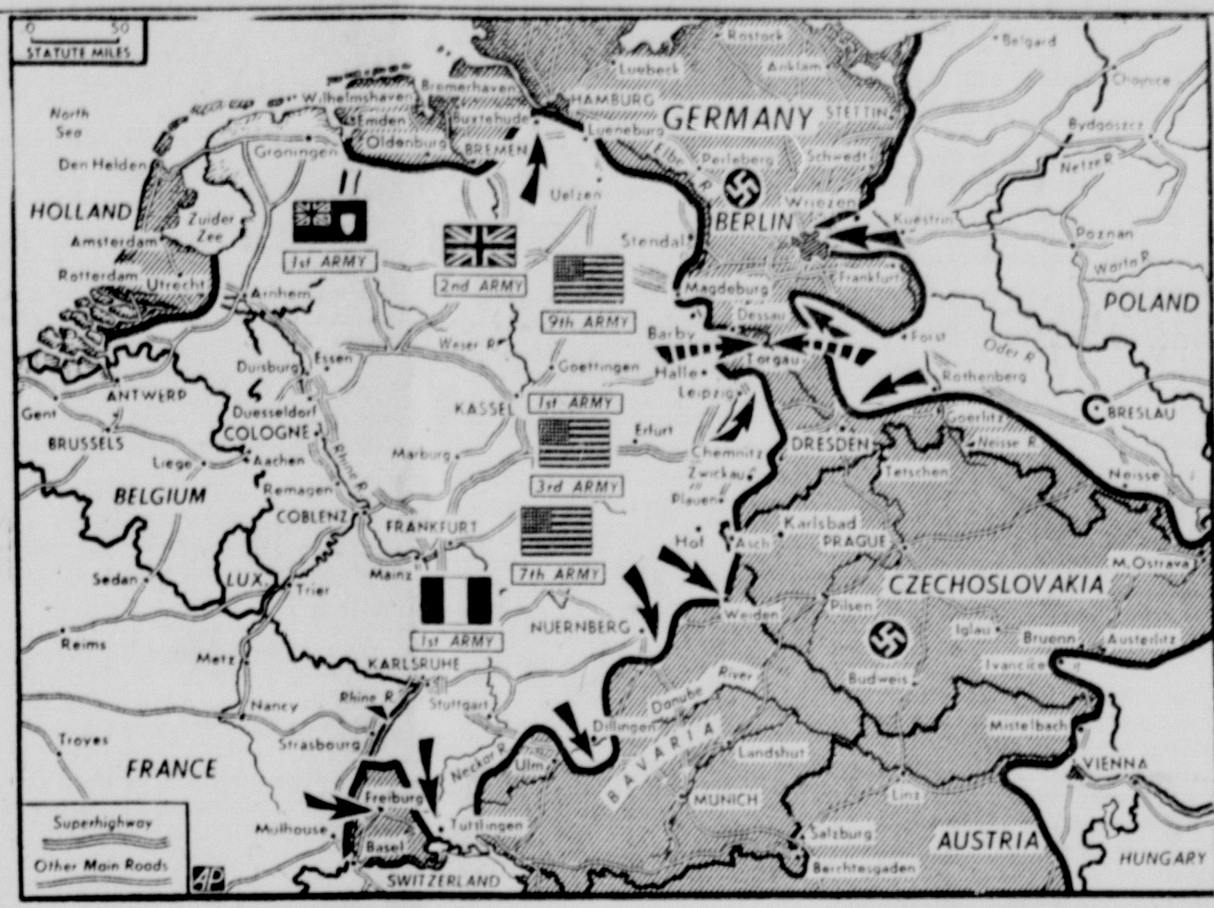 0 50
STATUTE MILES
Rostock
Belgard
Luebeck
Anklam
Chojnice
Bremerhaven
Wilhelmshaven
HAMBURG
North
Sea
Emden
Buxtehude
GERMANY
STETTIN
Lueneburg
Bydgoszcz
Oldenburg
BREMEN
Groningen
Elbe R
Perleberg
Schwedt
Netze R
Den Helden
Uelzen
Wriezen
HOLLAND
Zuider
Zee
BERLIN
Kuestrin
Amsterdam
Stendal
Poznan
1st ARMY
2nd ARMY
Warta R
Rotterdam
Utrecht
Frankfurt
Arnhem
Magdeburg
POLAND
9th ARMY
Dessau
Barby
Weser R
Forst
Oder R
Essen
Duisburg
Goettingen
Torgau
Halle
Rothenberg
Leipzig
ANTWERP
Gent
Duesseldorf
KASSEL
1st ARMY
BRESLAU
Goerlitz
BRUSSELS
COLOGNE
Erfurt
DRESDEN
Neisse R
Liege
Aachen
Rhine R
Marburg
Chemnitz
Zwickau
Tetschen
Neisse
BELGIUM
Remagen
3rd ARMY
Plauen
COBLENZ
FRANKFURT
Karlsbad
Hof
Asch
PRAGUE
M. Ostrava
Sedan
LUX.
Trier
Mainz
7th ARMY
CZECHOSLOVAKIA
Weiden
Pilsen
Reims
1st ARMY
NUERNBERG
Iglau
Bruenn
Austerlitz
Metz
KARLSRUHE
Ivancice
Rhine R
Stuttgart
Danube
River
Budweis
Nancy
Troyes
Strasbourg
Dillingen
Mistelbach
Neckar R
Ulm
BAVARIA
Landshut
FRANCE
VIENNA
Freiburg
MUNICH
Linz
Superhighway
Mulhouse
Tuttlingen
Salzburg
AUSTRIA
Basel
Other Main Roads
AP
SWITZERLAND
Berchtesgaden
HUNGARY